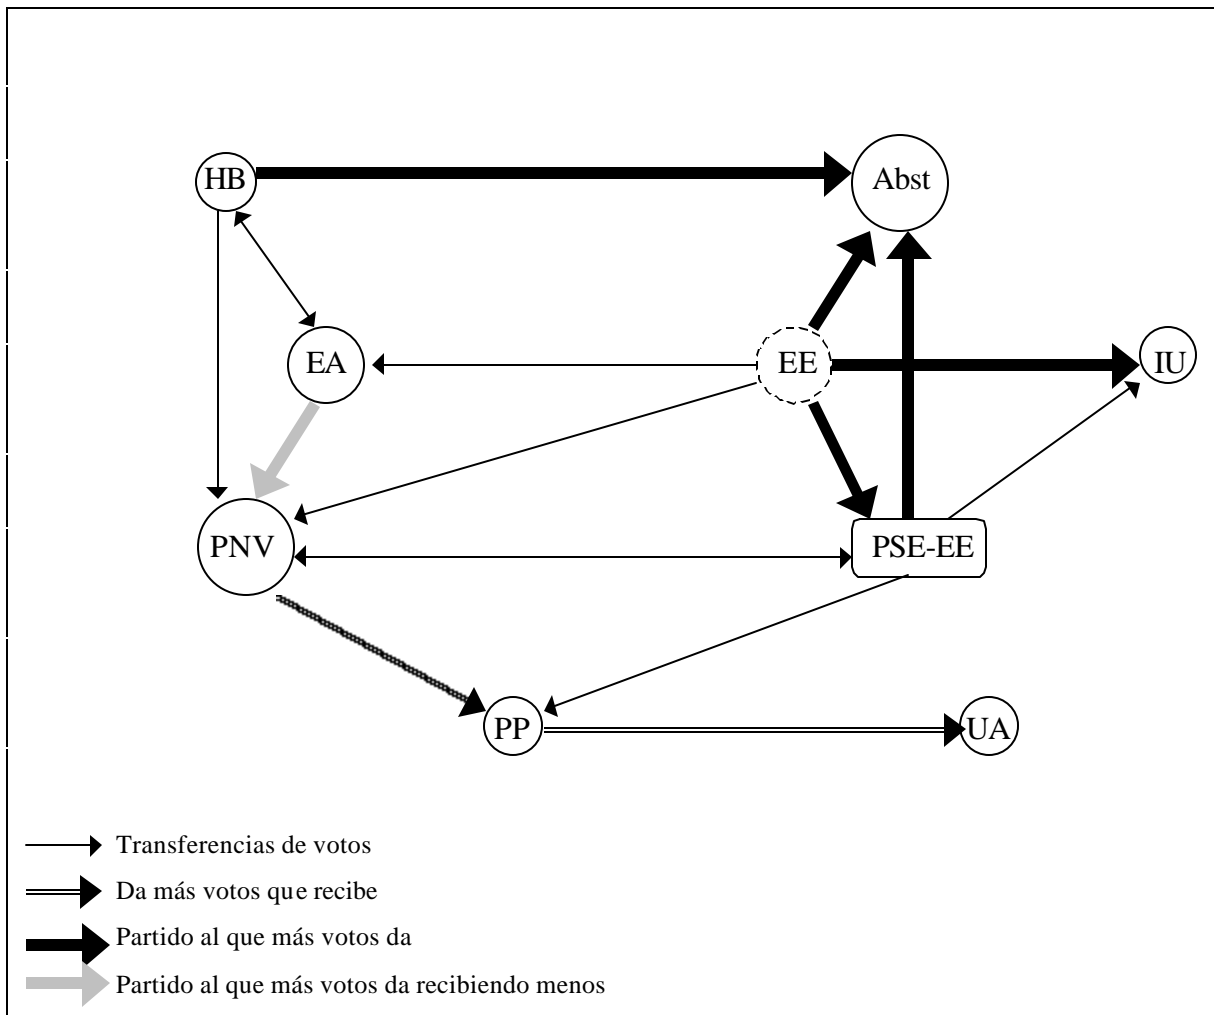 HB
Abst
EA
EE
IU
PNV
PSE-EE
PP
UA
Transferencias de votos
Da más votos que recibe
Partido al que más votos da
Partido al que más votos da recibiendo menos